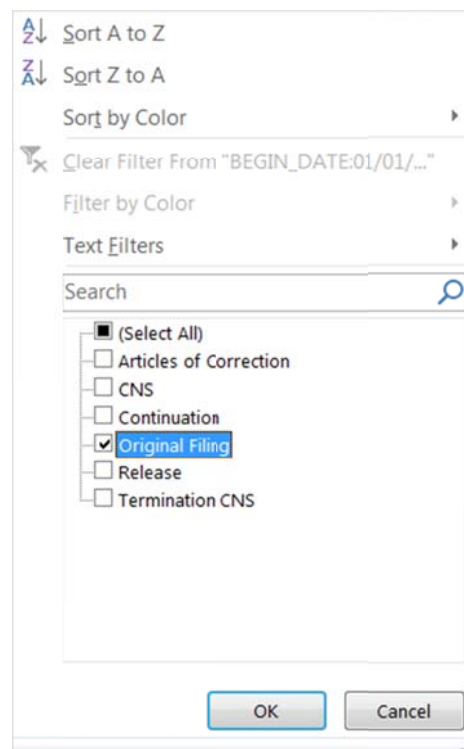 Sort A to Z
Sort Z to A
Sort by Color
Clear Filter From "BEGIN_DATE:01/01/..."
Filter by Color
Text Filters
Search
(Select All)
Articles of Correction
CNS
Continuation
Original Filing
Release
Termination CNS
OK Cancel